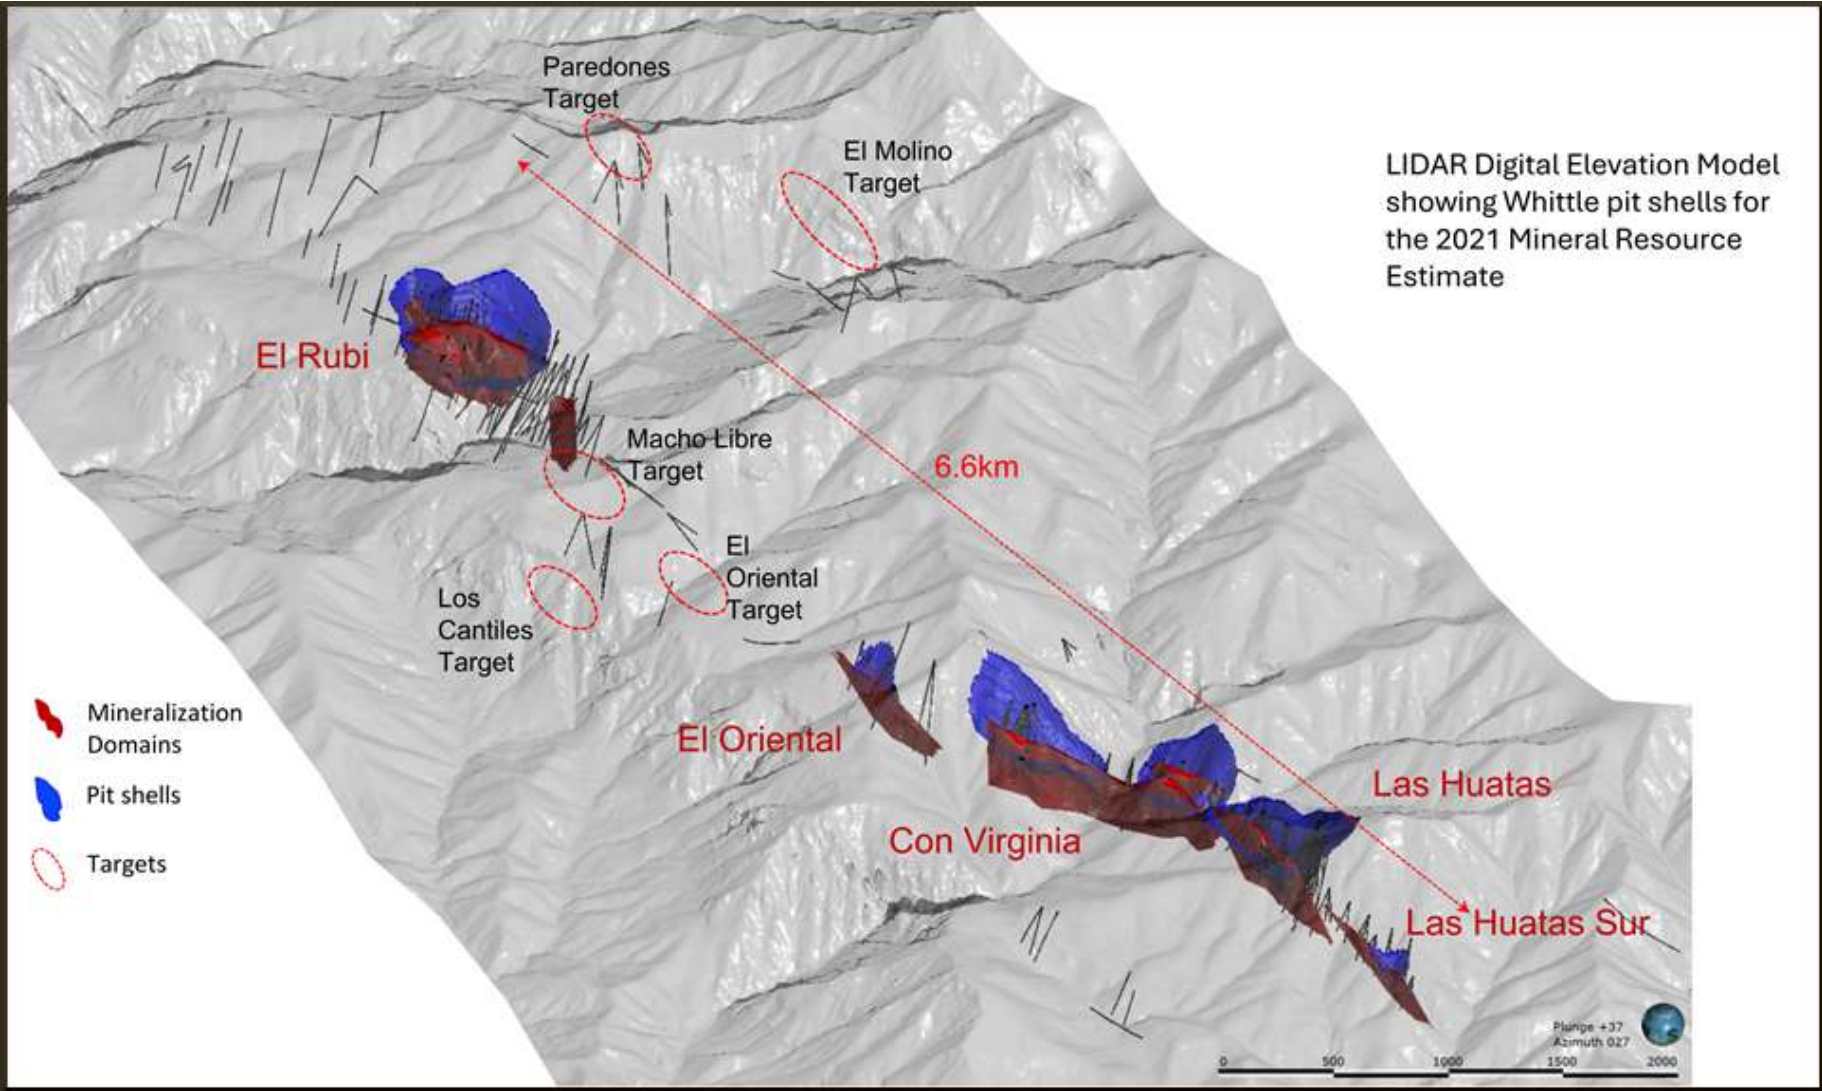 Paredones
Target
El Molino
Target
LIDAR Digital Elevation Model
showing Whittle pit shells for
the 2021 Mineral Resource
Estimate
El Rubi
Macho Libre
Target
6.6km
El
Oriental
Target
Los
Cantiles
Target
Mineralization
Domains
Pit shells
Targets
El Oriental
Con Virginia
Las Huatas
Las Huatas Sur
Plunge +37
Azimuth 027
0 500 1000 1500 2000